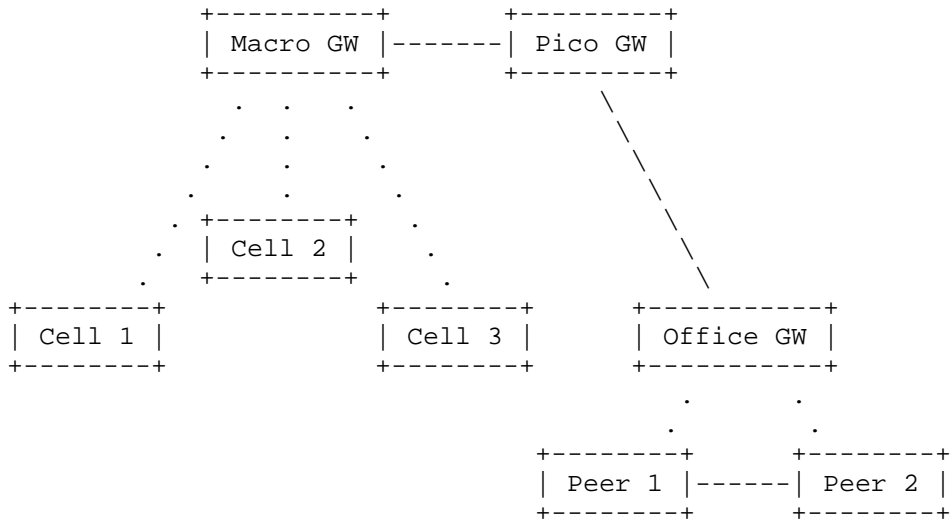 Macro GW
Pico GW
Cell 2
Cell 1
Cell 3
Office GW
Peer 1
Peer 2